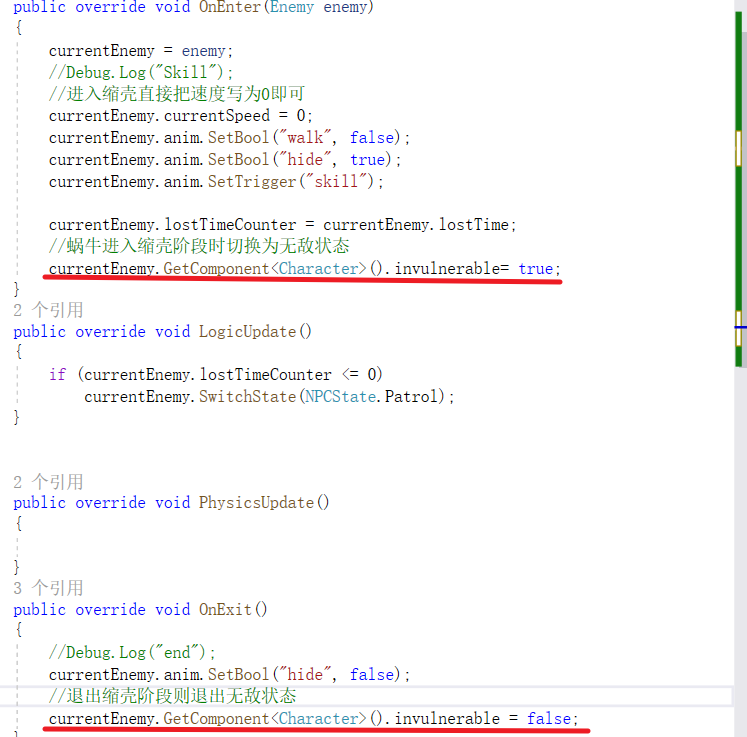 public override void OnEnter(Enemy enemy)
{
currentEnemy = enemy;
//Debug.Log("Skill");
//进入缩壳直接把速度写为0即可
currentEnemy.currentSpeed = 0;
currentEnemy.anim.SetBool("walk", false);
currentEnemy.anim.SetBool("hide", true);
currentEnemy.anim.SetTrigger("skill");
currentEnemy.lostTimeCounter = currentEnemy.lostTime;
//蜗牛进入缩壳阶段时切换为无敌状态
currentEnemy.GetComponent<Character>().invulnerable= true;
}
2 个引用
public override void LogicUpdate()
{
if (currentEnemy.lostTimeCounter <= 0)
currentEnemy.SwitchState(NPCState.Patrol);
}
2 个引用
public override void PhysicsUpdate()
{
}
3 个引用
public override void OnExit()
{
//Debug.Log("end");
currentEnemy.anim.SetBool("hide", false);
//退出缩壳阶段则退出无敌状态
currentEnemy.GetComponent<Character>().invulnerable = false;
}